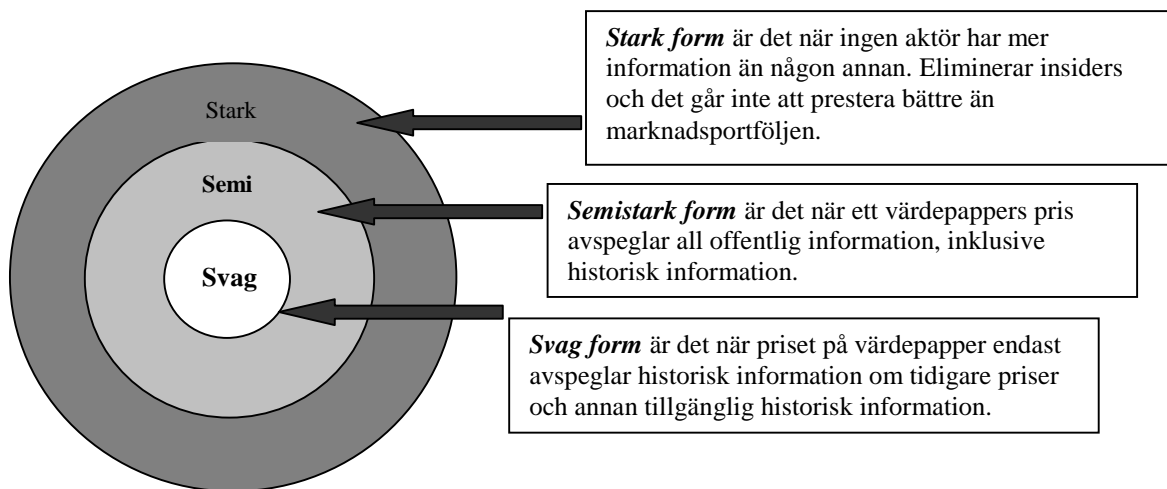 Stark
Semi
Svag
Stark form är det när ingen aktör har mer
information än någon annan. Eliminerar insiders
och det går inte att prestera bättre än
marknadsportföljen.
Semistark form är det när ett värdepappers pris
avspeglar all offentlig information, inklusive
historisk information.
Svag form är det när priset på värdepapper endast
avspeglar historisk information om tidigare priser
och annan tillgänglig historisk information.